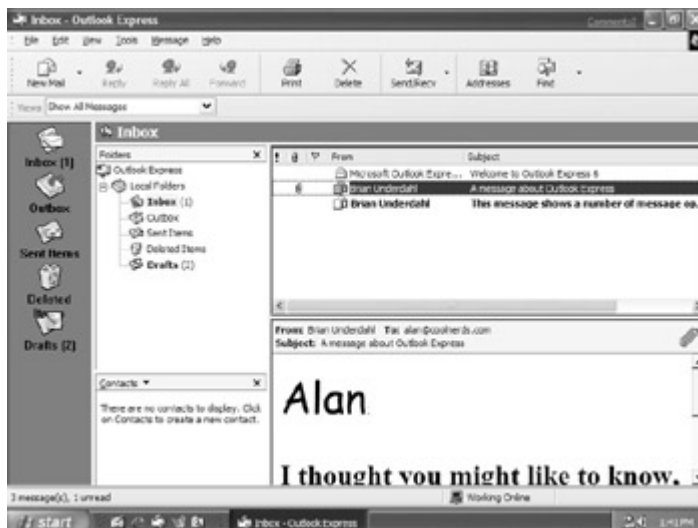 Inbox - Outlook Express
File Edit View Tools Message Help
New Mail Reply Reply All Forward Print Delete Send/Recv Addresses Find
Views Show All Messages
Inbox
Inbox (1)
Outbox
Sent Items
Deleted
Drafts (2)
Folders
Outlook Express
Local Folders
Inbox (1)
Outbox
Sent Items
Deleted Items
Drafts (2)
! From Subject
Microsoft Outlook Expre... Welcome to Outlook Express 6
Brian Underdahl A message about Outlook Express
Brian Underdahl This message shows a number of message op.
From: Brian Underdahl To: alan@coolnerds.com
Subject: A message about Outlook Express
Alan
I thought you might like to know.
Contacts
There are no contacts to display. Click
on Contacts to create a new contact.
3 message(s), 1 unread
Working Online
start
Inbox - Outlook Express